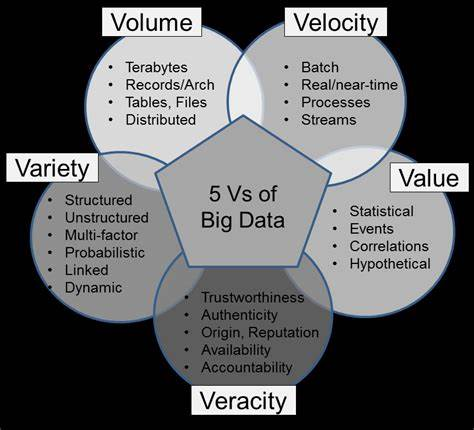 Volume
• Terabytes
• Records/Arch
• Tables, Files
• Distributed
Velocity
• Batch
• Real/near-time
• Processes
• Streams
Variety
• Structured
• Unstructured
• Multi-factor
• Probabilistic
• Linked
• Dynamic
5 Vs of
Big Data
Value
• Statistical
• Events
• Correlations
• Hypothetical
• Trustworthiness
• Authenticity
• Origin, Reputation
• Availability
• Accountability
Veracity